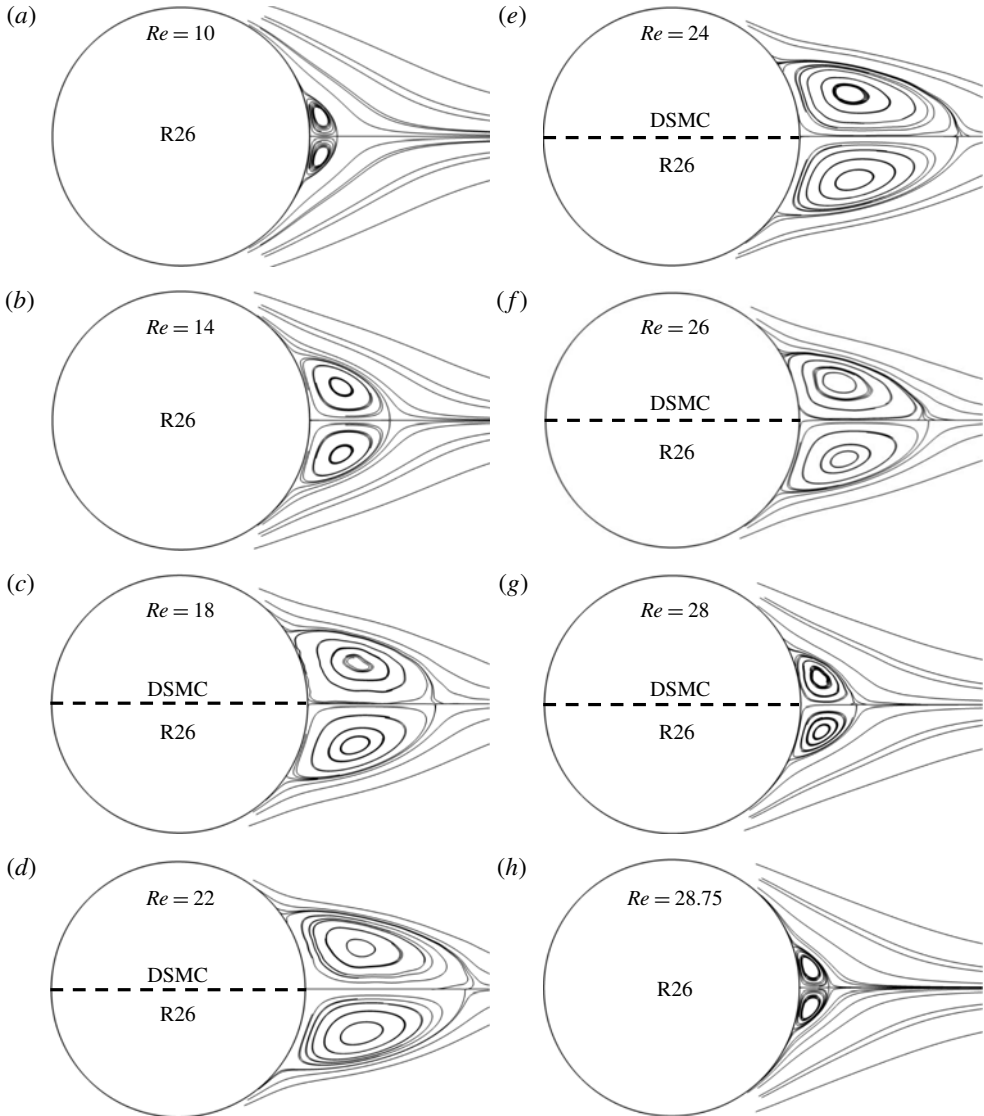 (a)
Re = 10
R26
(b)
Re = 14
R26
(c)
Re = 18
DSMC
R26
(d)
Re = 22
DSMC
R26
(e)
Re = 24
DSMC
R26
(f)
Re = 26
DSMC
R26
(g)
Re = 28
DSMC
R26
(h)
Re = 28.75
R26